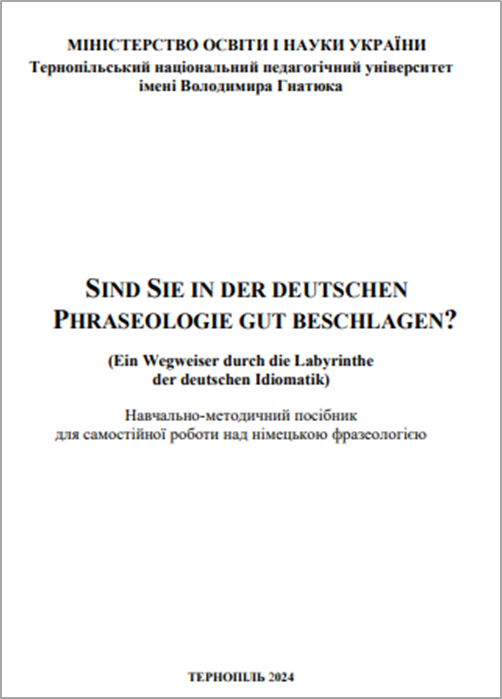 МІНІСТЕРСТВО ОСВІТИ І НАУКИ УКРАЇНИ
Тернопільський національний педагогічний університет
імені Володимира Гнатюка
SIND SIE IN DER DEUTSCHEN
PHRASEOLOGIE GUT BESCHLAGEN?
(Ein Wegweiser durch die Labyrinthe
der deutschen Idiomatik)
Навчально-методичний посібник
для самостійної роботи над німецькою фразеологією
ТЕРНОПІЛЬ 2024